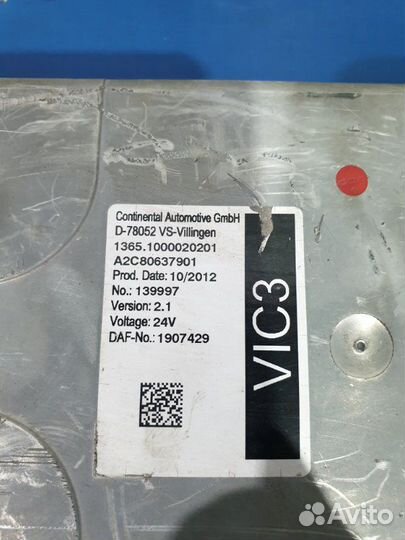 Continental Automotive GmbH
D-78052 VS-Villingen
1365.1000020201
A2C80637901
Prod. Date: 10/2012
No.: 139997
Version: 2.1
Voltage: 24V
DAF-No.: 1907429
VIC3
Avito